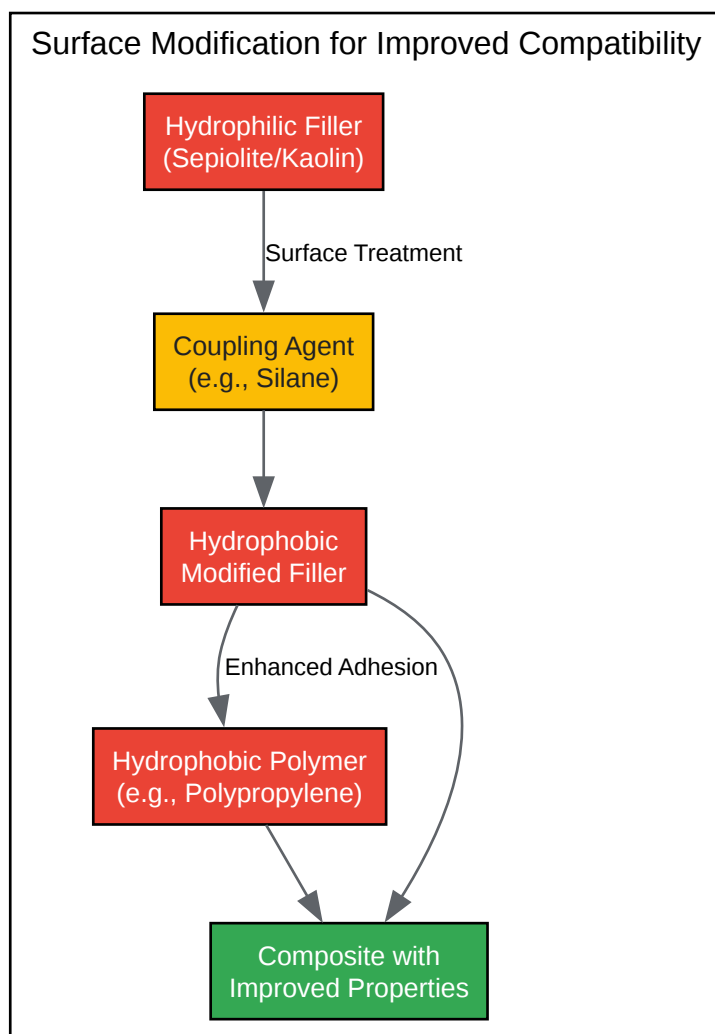 Surface Modification for Improved Compatibility
Hydrophilic Filler
(Sepiolite/Kaolin)
Surface Treatment
Coupling Agent
(e.g., Silane)
Hydrophobic
Modified Filler
Enhanced Adhesion
Hydrophobic Polymer
(e.g., Polypropylene)
Composite with
Improved Properties